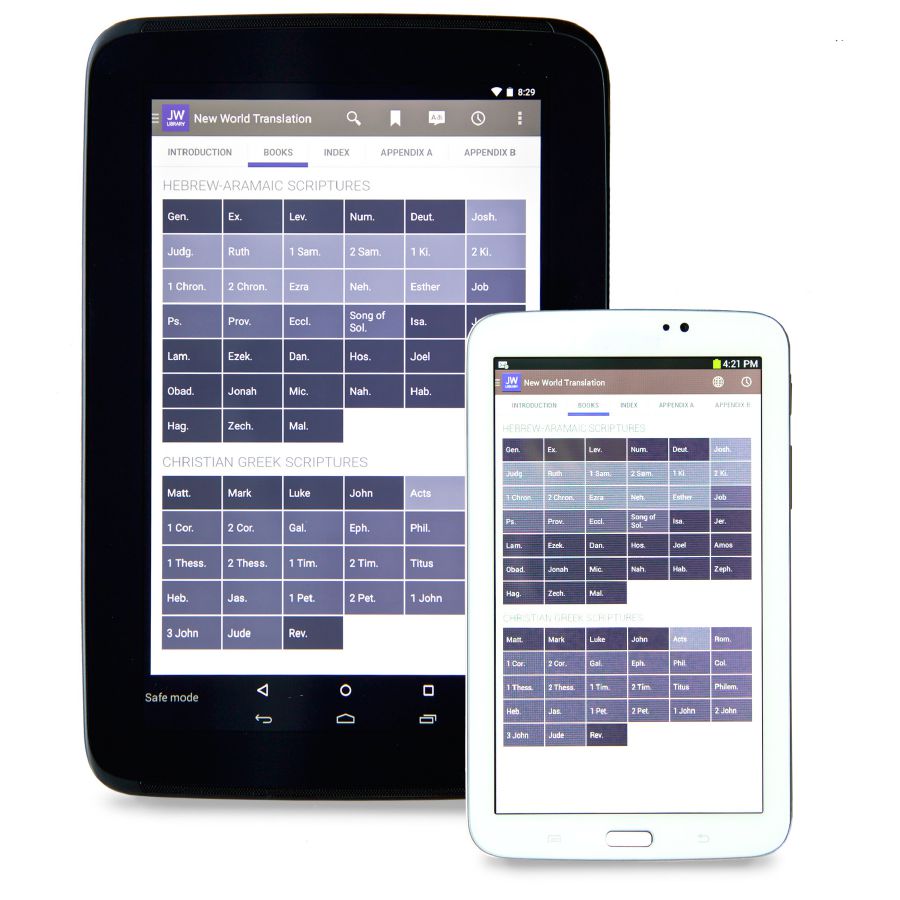 8:29
JW
LIBRARY
New World Translation
INTRODUCTION BOOKS INDEX APPENDIX A APPENDIX B
HEBREW-ARAMAIC SCRIPTURES
Gen. Ex. Lev. Num. Deut. Josh.
Judg. Ruth 1 Sam. 2 Sam. 1 Ki. 2 Ki.
1 Chron. 2 Chron. Ezra Neh. Esther Job
Ps. Prov. Eccl. Song of Sol. Isa.
Lam. Ezek. Dan. Hos. Joel
Obad. Jonah Mic. Nah. Hab.
Hag. Zech. Mal.
CHRISTIAN GREEK SCRIPTURES
Matt. Mark Luke John Acts
1 Cor. 2 Cor. Gal. Eph. Phil.
1 Thess. 2 Thess. 1 Tim. 2 Tim. Titus
Heb. Jas. 1 Pet. 2 Pet. 1 John
3 John Jude Rev.
Safe mode
4:21 PM
JW
LIBRARY
New World Translation
INTRODUCTION BOOKS INDEX APPENDIX A APPENDIX B
HEBREW-ARAMAIC SCRIPTURES
Gen. Ex. Lev. Num. Deut. Josh.
Judg. Ruth 1 Sam. 2 Sam. 1 Ki. 2 Ki.
1 Chron. 2 Chron. Ezra Neh. Esther Job
Ps. Prov. Eccl. Song of Sol. Isa. Jer.
Lam. Ezek. Dan. Hos. Joel Amos
Obad. Jonah Mic. Nah. Hab. Zeph.
Hag. Zech. Mal.
CHRISTIAN GREEK SCRIPTURES
Matt. Mark Luke John Acts Rom.
1 Cor. 2 Cor. Gal. Eph. Phil. Col.
1 Thess. 2 Thess. 1 Tim. 2 Tim. Titus Philem.
Heb. Jas. 1 Pet. 2 Pet. 1 John 2 John
3 John Jude Rev.